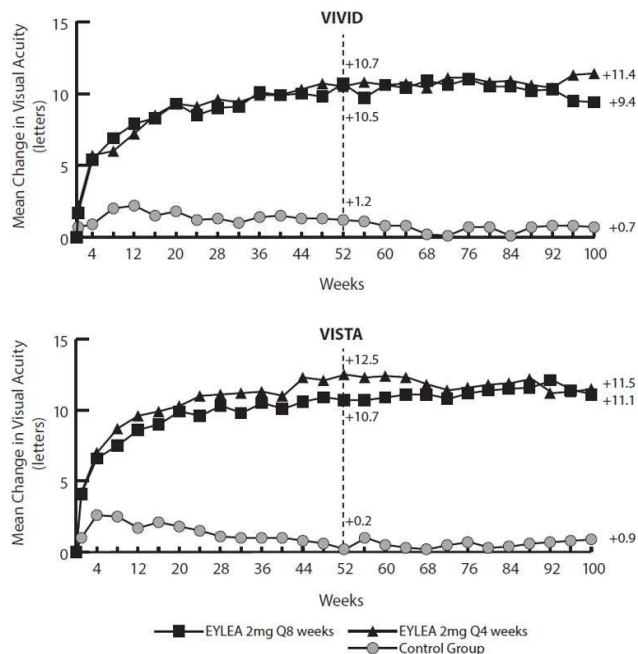 VIVID
Mean Change in Visual Acuity
(letters)
15
10
5
0
+10.7
+10.5
+1.2
+11.4
+9.4
+0.7
4 12 20 28 36 44 52 60 68 76 84 92 100
Weeks
VISTA
Mean Change in Visual Acuity
(letters)
15
10
5
0
+12.5
+10.7
+0.2
+11.5
+11.1
+0.9
4 12 20 28 36 44 52 60 68 76 84 92 100
Weeks
EYLEA 2mg Q8 weeks EYLEA 2mg Q4 weeks
Control Group